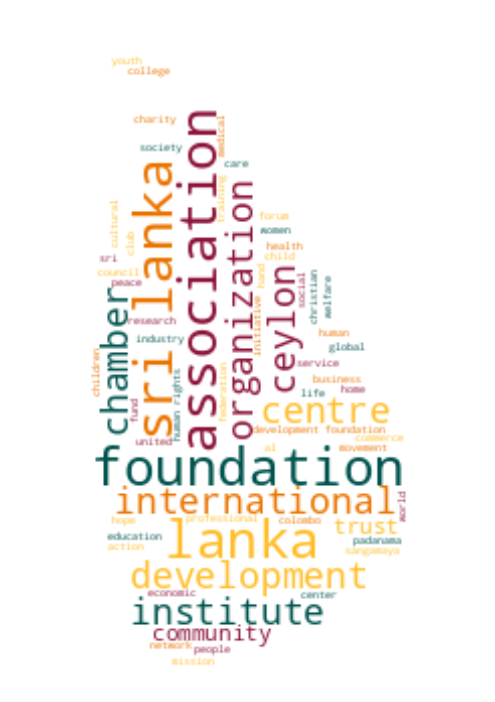 youth
college
charity
medical
society
care
association
sri lanka
training
organization
cultural
club
forum
women
health
child
sri
council
peace
hand
ceylon
social
christian
welfare
chamber
initiative
research
industry
human
global
children
human rights
federation
service
business
life
home
fund
centre
united
development foundation
commerce
al
movement
foundation
international
world
hope
professional
colombo
trust
lanka
education
action
padanama
sangamaya
development
economic
center
institute
community
network
people
mission